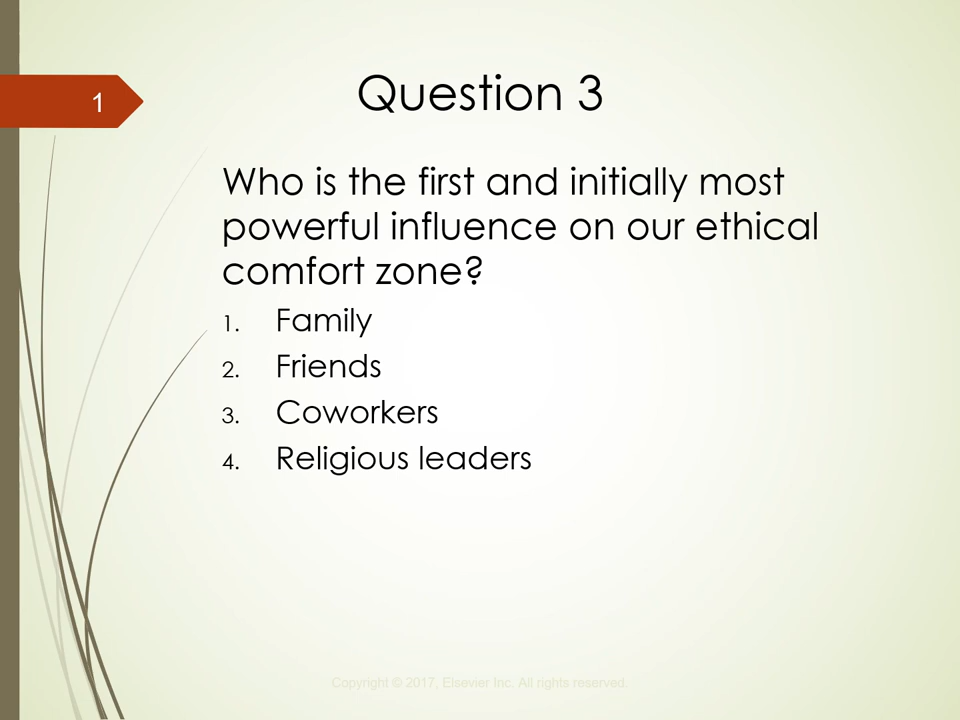 1
Question 3
Who is the first and initially most
powerful influence on our ethical
comfort zone?
1. Family
2. Friends
3. Coworkers
4. Religious leaders
Copyright © 2017, Elsevier Inc. All rights reserved.